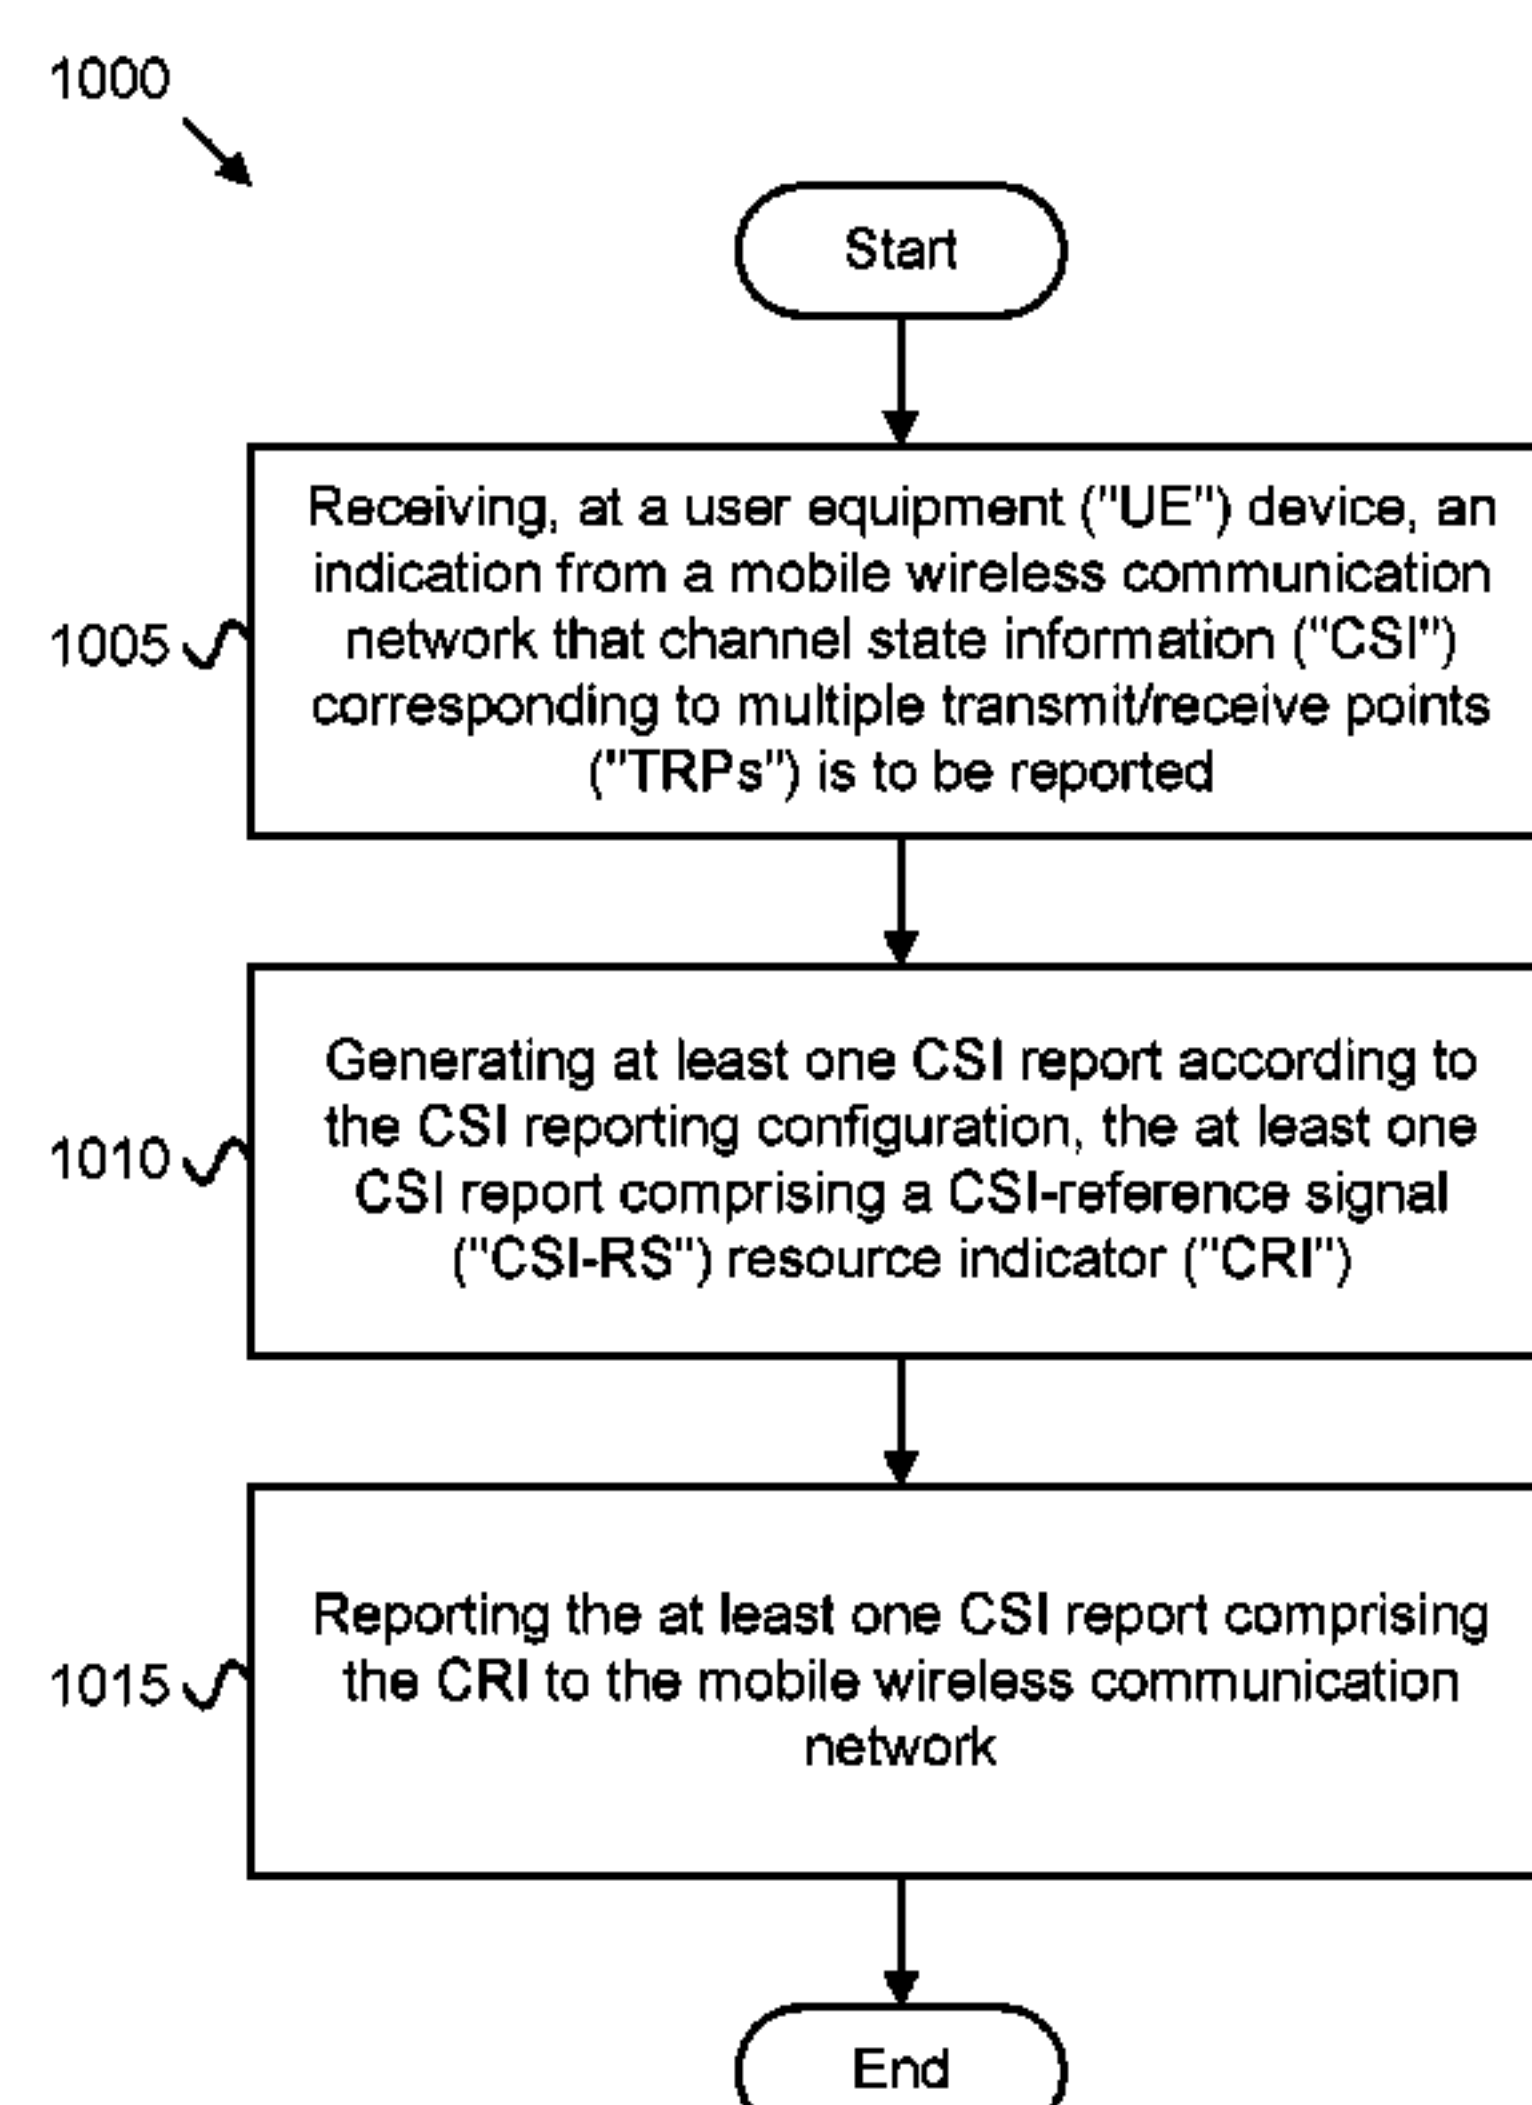 1000
Start
Receiving, at a user equipment ("UE") device, an
indication from a mobile wireless communication
network that channel state information ("CSI")
corresponding to multiple transmit/receive points
("TRPs") is to be reported
1005
Generating at least one CSI report according to
the CSI reporting configuration, the at least one
CSI report comprising a CSI-reference signal
("CSI-RS") resource indicator ("CRI")
1010
Reporting the at least one CSI report comprising
the CRI to the mobile wireless communication
network
1015
End